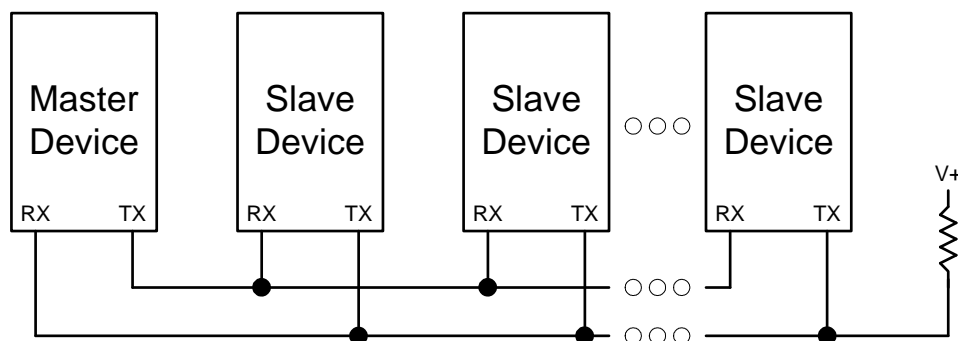 Master
Device
Slave
Device
Slave
Device
Slave
Device
RX TX
RX TX
RX TX
RX TX
V+